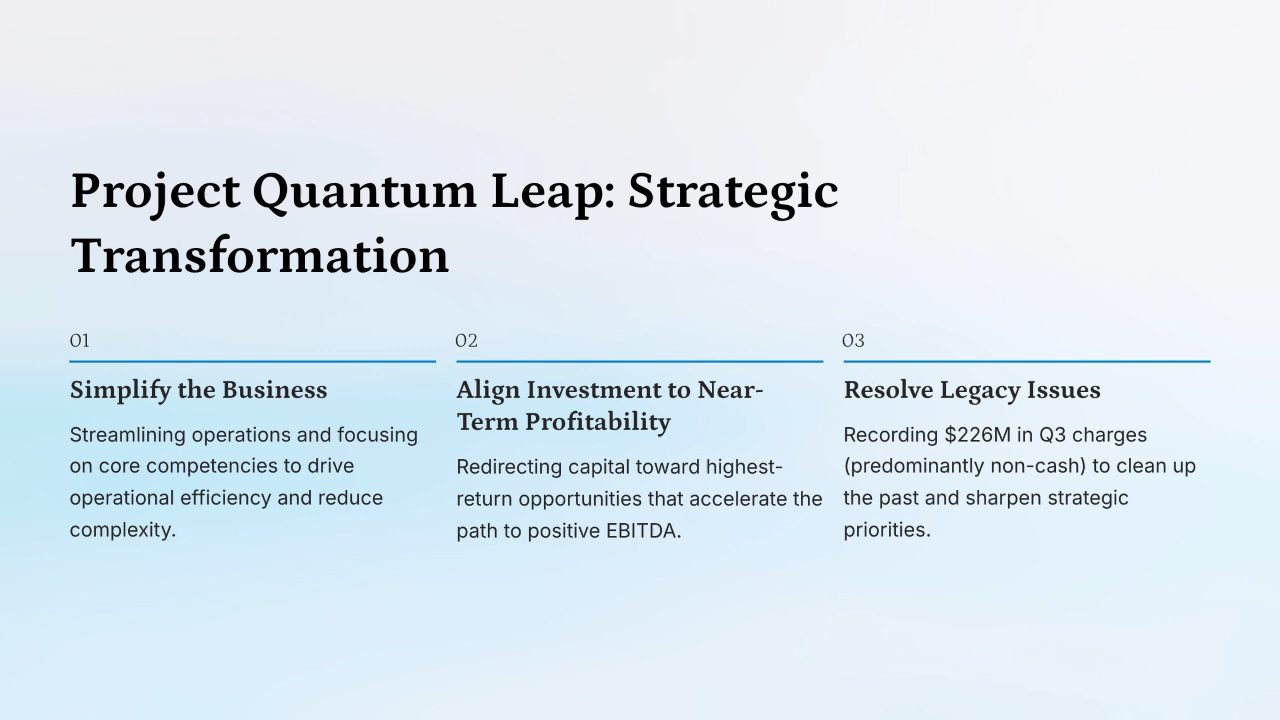 Project Quantum Leap: Strategic
Transformation
01
Simplify the Business
Streamlining operations and focusing
on core competencies to drive
operational efficiency and reduce
complexity.
02
Align Investment to Near-
Term Profitability
Redirecting capital toward highest-
return opportunities that accelerate the
path to positive EBITDA.
03
Resolve Legacy Issues
Recording $226M in Q3 charges
(predominantly non-cash) to clean up
the past and sharpen strategic
priorities.